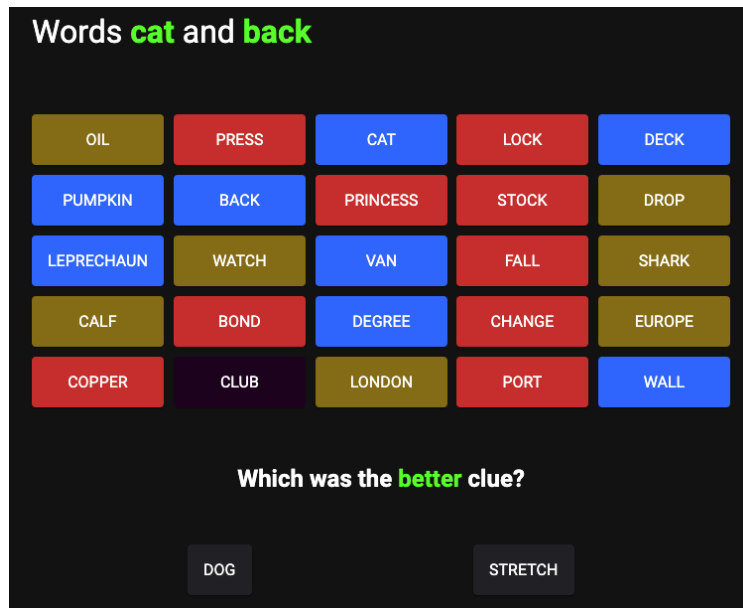 Words cat and back
OIL PRESS CAT LOCK DECK
PUMPKIN BACK PRINCESS STOCK DROP
LEPRECHAUN WATCH VAN FALL SHARK
CALF BOND DEGREE CHANGE EUROPE
COPPER CLUB LONDON PORT WALL
Which was the better clue?
DOG STRETCH